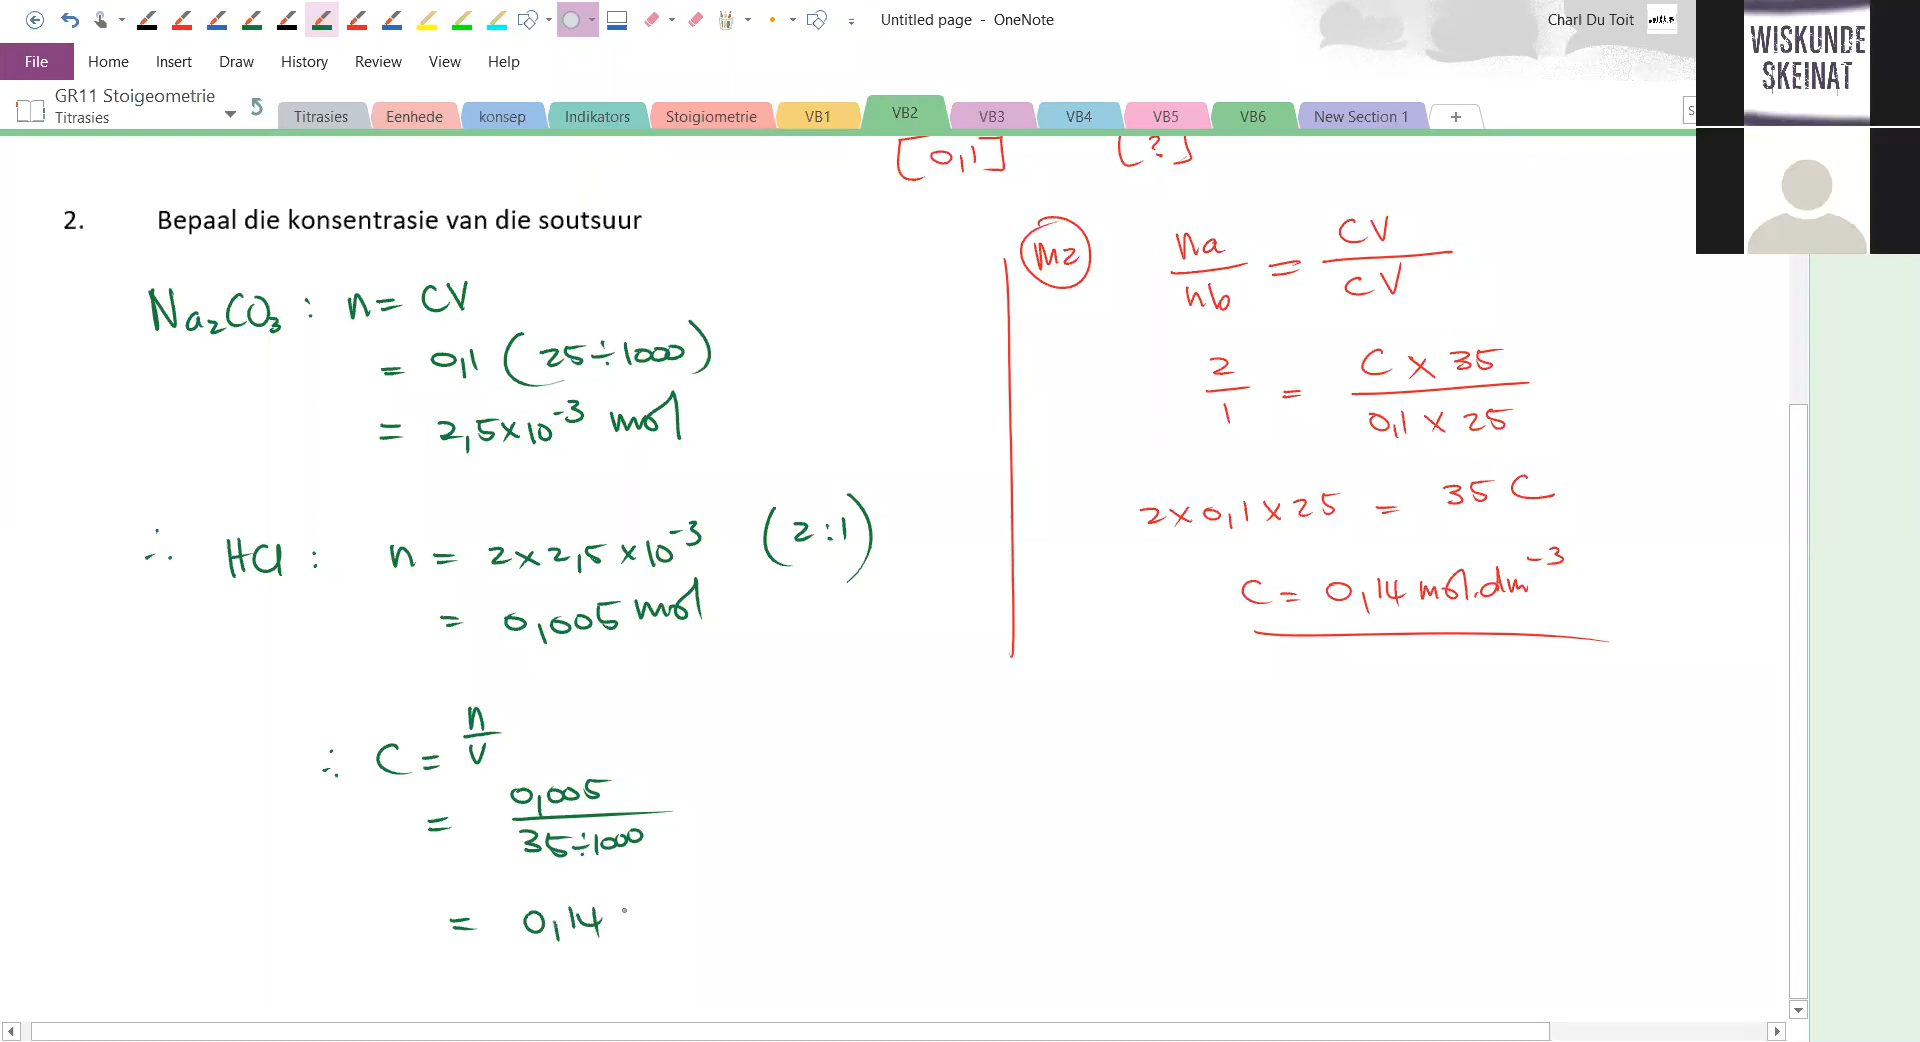 Untitled page - OneNote
Charl Du Toit
WISKUNDE
SKEINAT
File Home Insert Draw History Review View Help
GR11 Stoigeometrie
Titrasies
Titrasies Eenhede konsep Indikators Stoigiometrie VB1 VB2 VB3 VB4 VB5 VB6 New Section 1 +
[0,1] [?]
2. Bepaal die konsentrasie van die soutsuur
Na₂CO₃ : n = CV
= 0,1 (25÷1000)
= 2,5×10⁻³ mol
∴ HCl : n = 2×2,5×10⁻³ (2:1)
= 0,005 mol
∴ C = n/V
= 0,005/35÷1000
= 0,14
M2 na/nb = CV/CV
2/1 = C × 35/0,1 × 25
2×0,1×25 = 35 C
C = 0,14 mol.dm⁻³